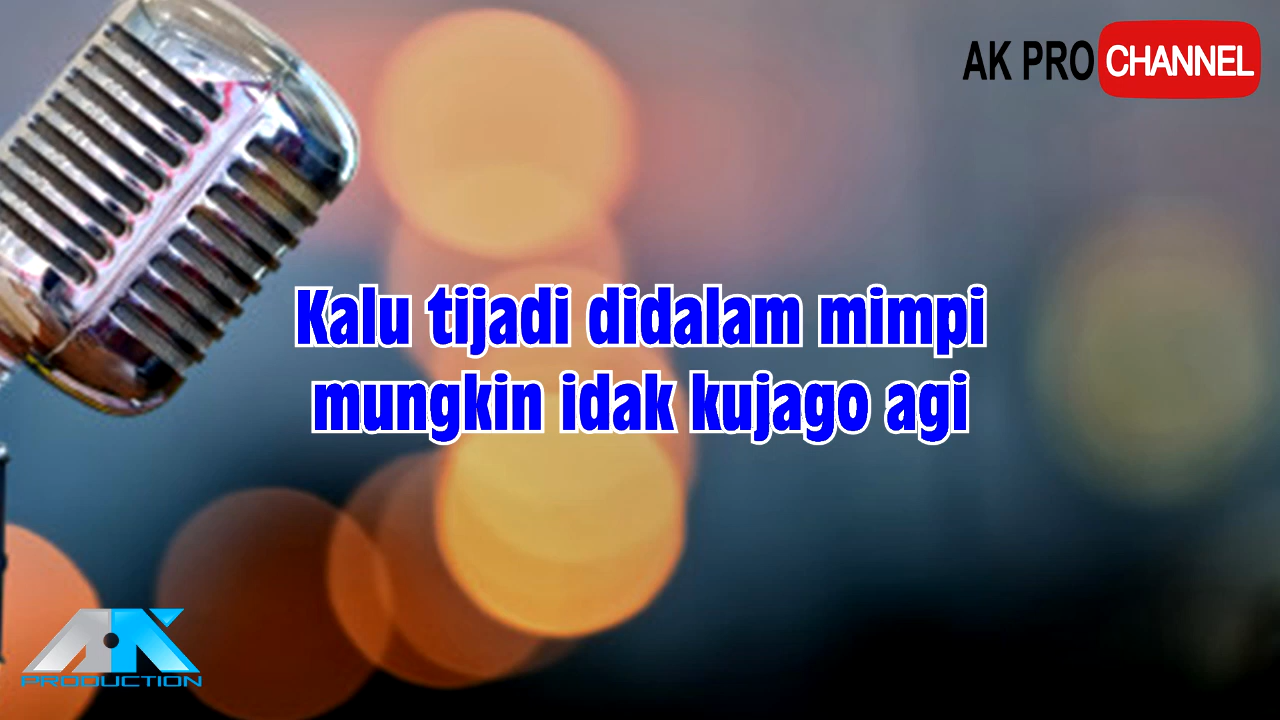 AK PRO CHANNEL
Kalu tijadi didalam mimpi
mungkin idak kujago agi
AK
PRODUCTION